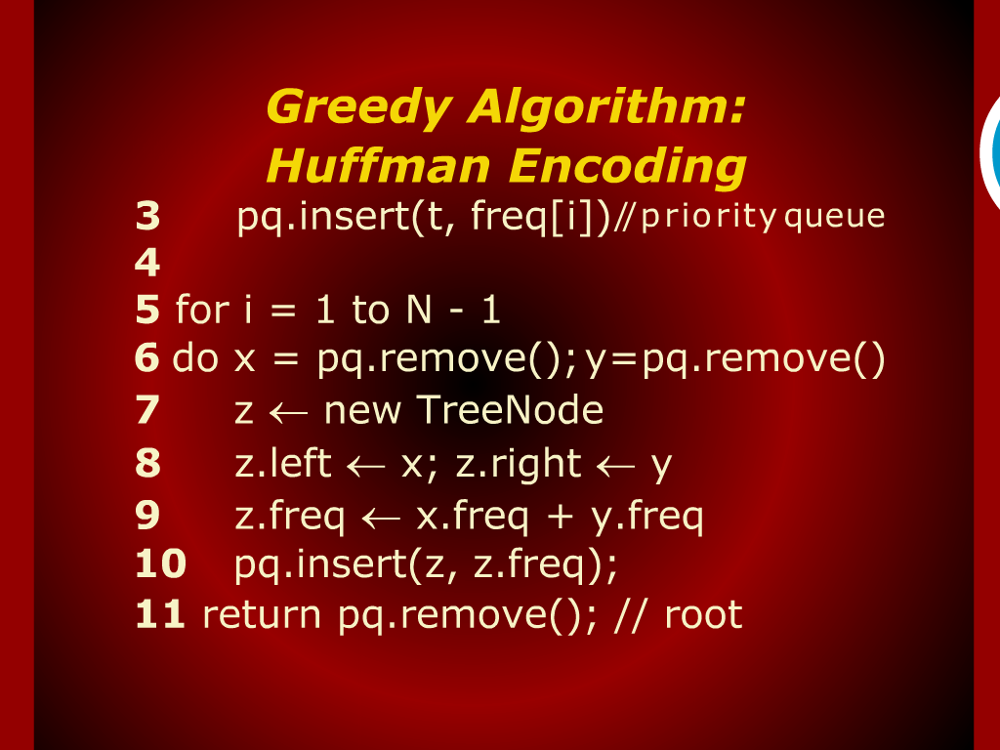 Greedy Algorithm:
Huffman Encoding
3 pq.insert(t, freq[i])//priority queue
4
5 for i = 1 to N - 1
6 do x = pq.remove(); y=pq.remove()
7 z ← new TreeNode
8 z.left ← x; z.right ← y
9 z.freq ← x.freq + y.freq
10 pq.insert(z, z.freq);
11 return pq.remove(); // root